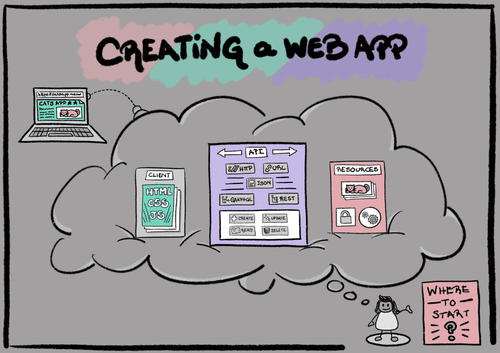 CREATING a WEB APP
CATS APP
CLIENT
HTML
CSS
JS
API
HTTP
URL
JSON
GRAPHQL
REST
CREATE
UPDATE
READ
DELETE
RESOURCES
WHERE
TO
START
?